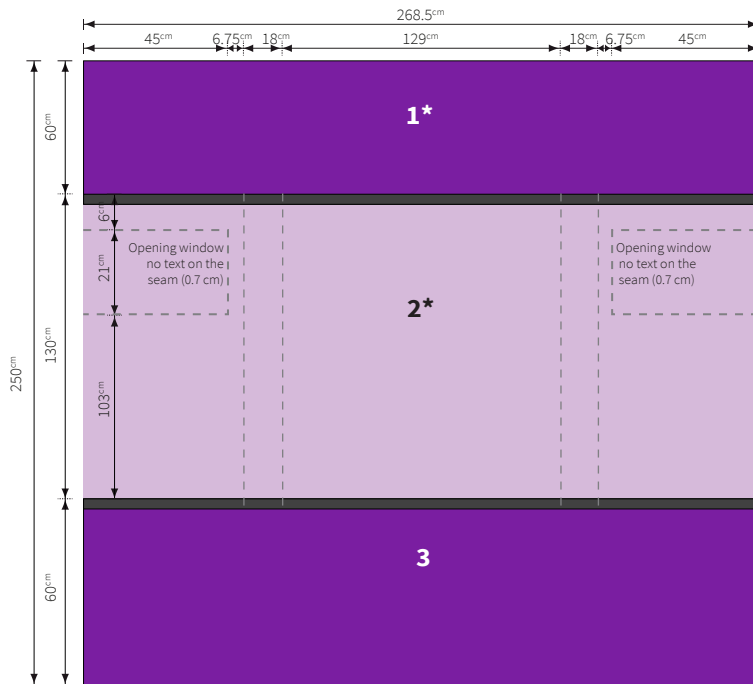 268.5cm
45cm 6.75cm 18cm 129cm 18cm 6.75cm 45cm
1*
60cm
6cm
Opening window
no text on the
seam (0.7 cm)
Opening window
no text on the
seam (0.7 cm)
21cm
2*
130cm
250cm
103cm
3
60cm